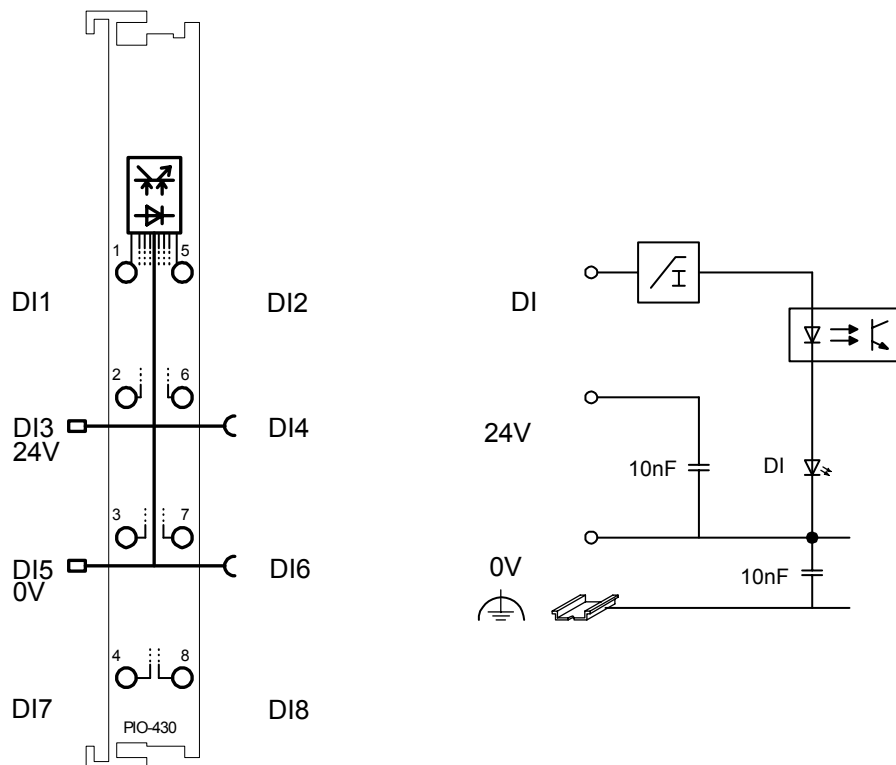 1 5
DI1 DI2
2 6
DI3 DI4
24V
3 7
DI5 DI6
0V
4 8
DI7 DI8
PIO-430
DI
24V
10nF DI
0V 10nF